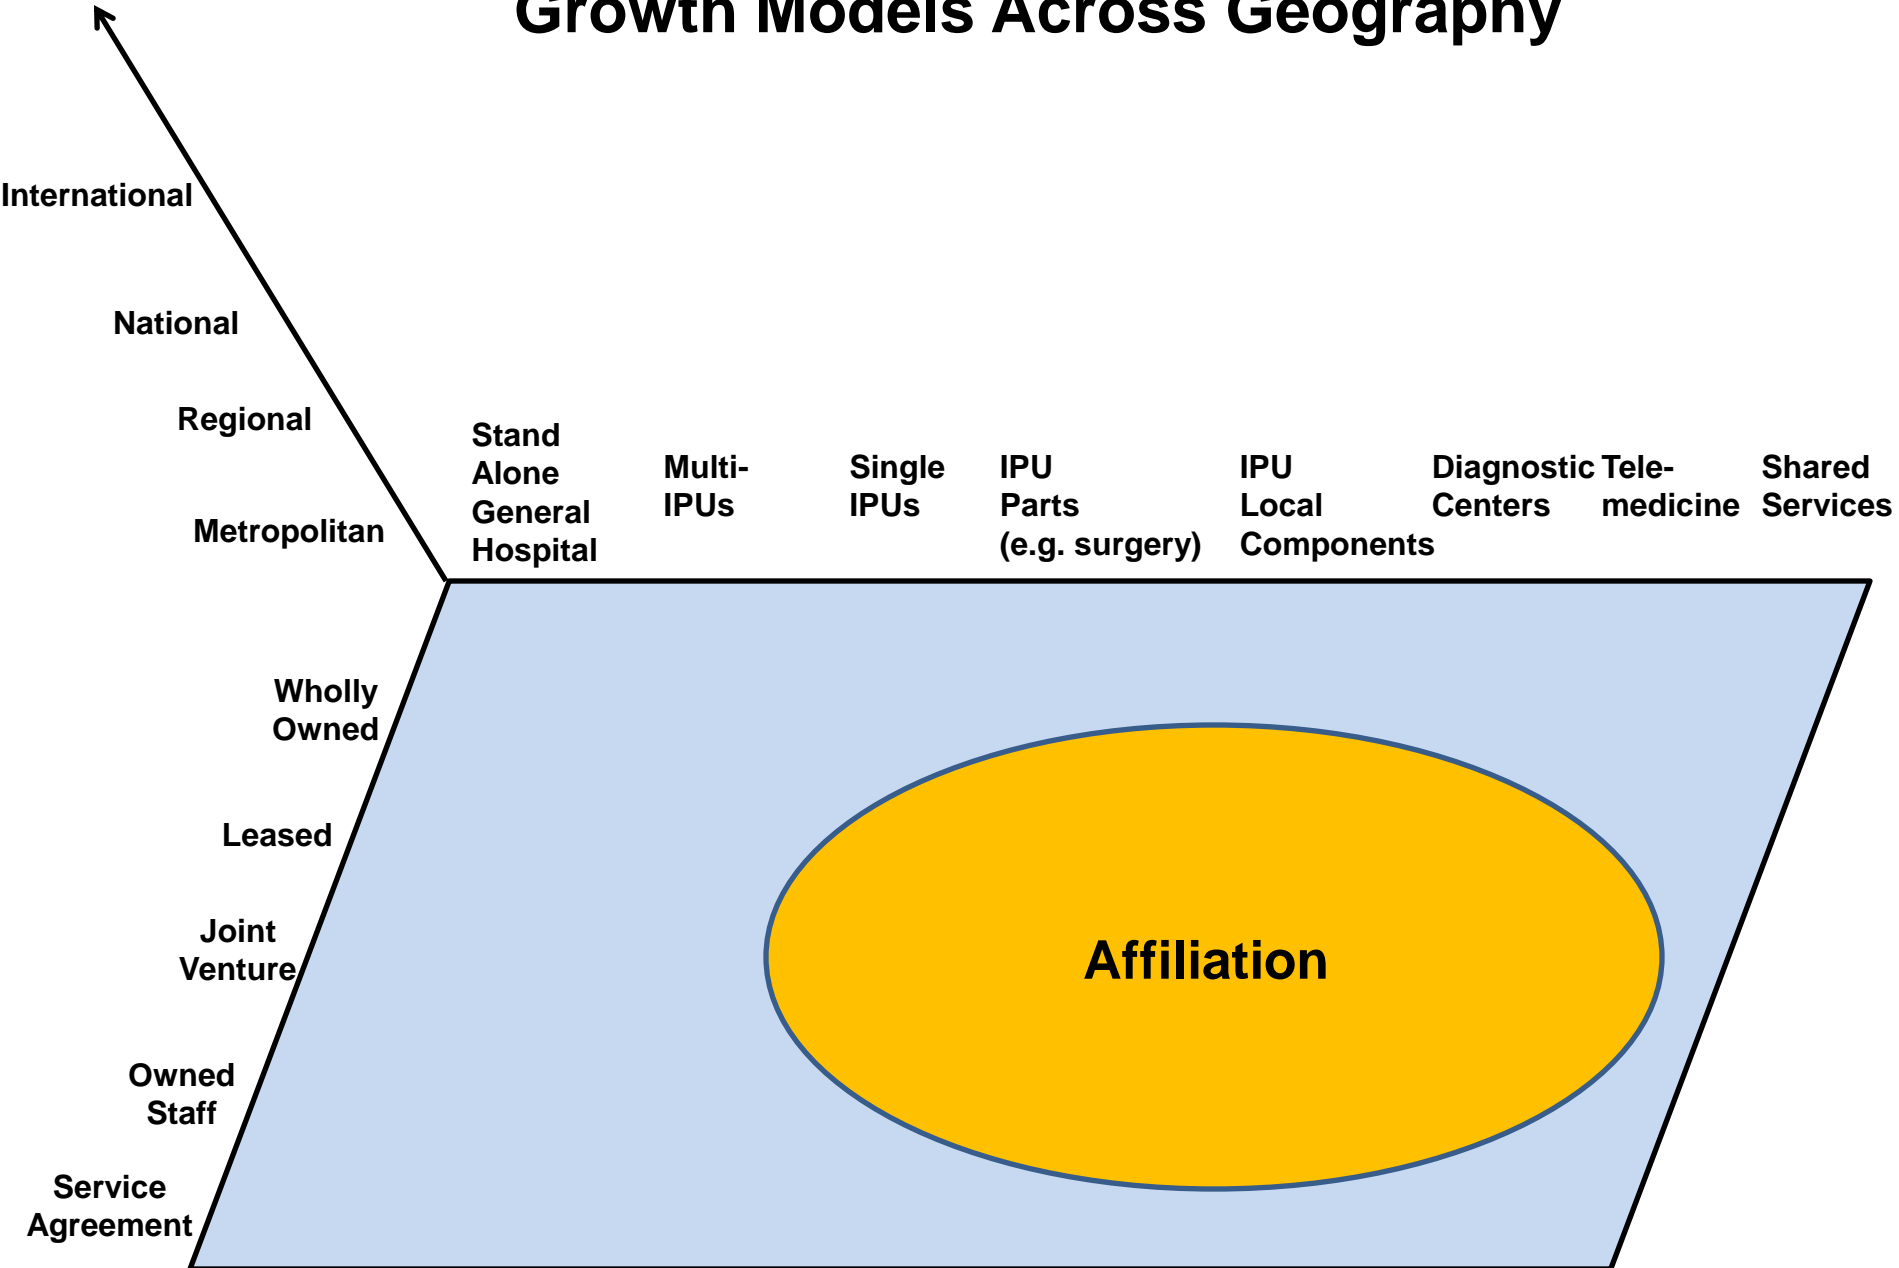 Growth Models Across Geography
International
National
Regional
Metropolitan
Stand
Alone
General
Hospital
Multi-
IPUs
Single
IPUs
IPU
Parts
(e.g. surgery)
IPU
Local
Components
Diagnostic
Centers
Tele-
medicine
Shared
Services
Wholly
Owned
Leased
Joint
Venture
Owned
Staff
Service
Agreement
Affiliation